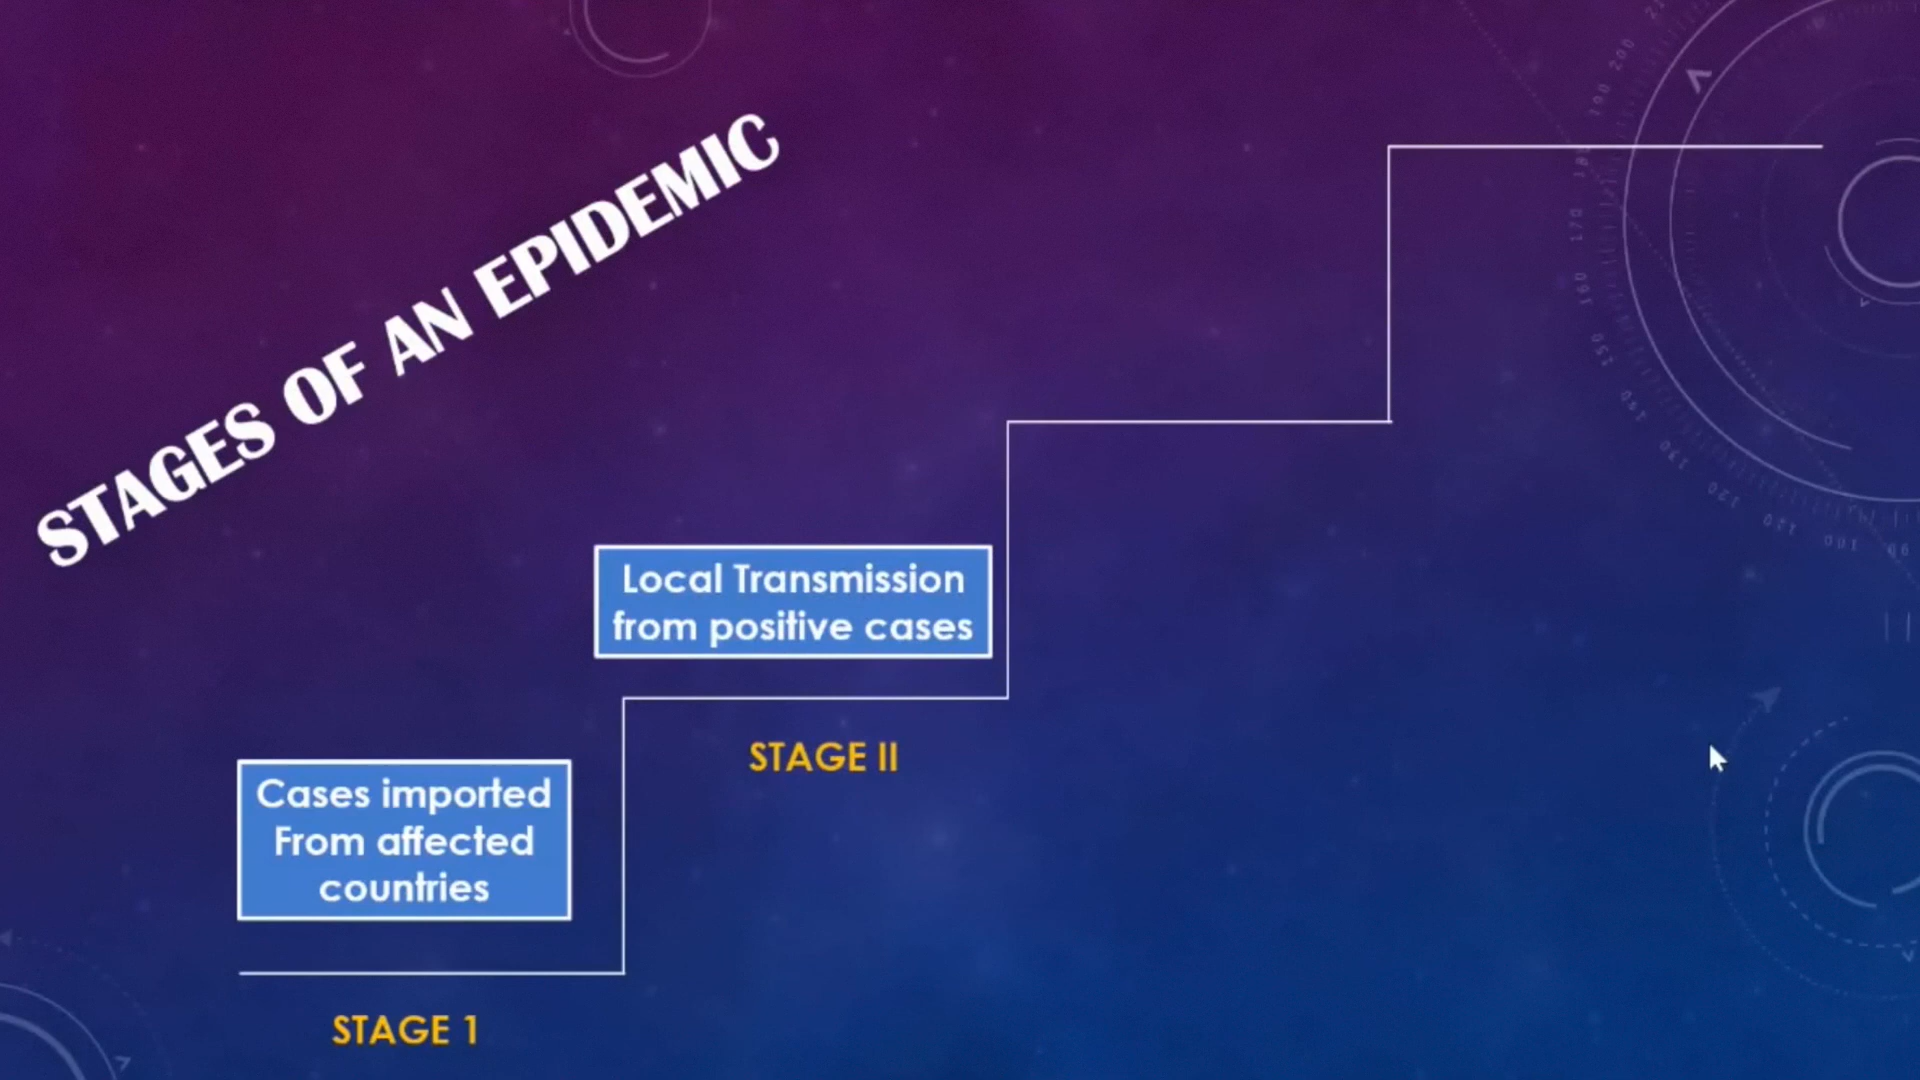 STAGES OF AN EPIDEMIC
Local Transmission
from positive cases
STAGE II
Cases imported
From affected
countries
STAGE 1